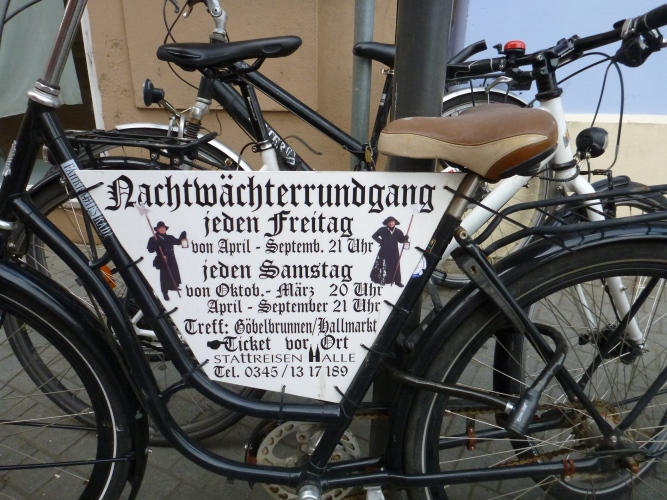 Nachtwächterrundgang
jeden Freitag
von April - Septemb. 21 Uhr
jeden Samstag
von Oktob.- März 20 Uhr
April - September 21 Uhr
Treff: Göbelbrunnen/Hallmarkt
Ticket vor Ort
STATTREISEN HALLE
Tel. 0345/13 17 189